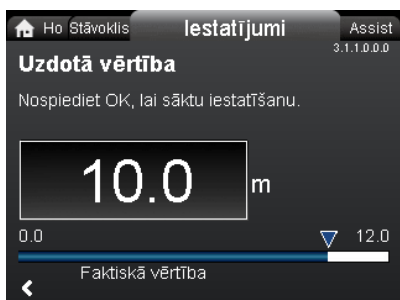 Ho Stāvoklis Iestatījumi Assist
3.1.1.0.0.0
Uzdotā vērtība
Nospiediet OK, lai sāktu iestatīšanu.
10.0 m
0.0 12.0
Faktiskā vērtība